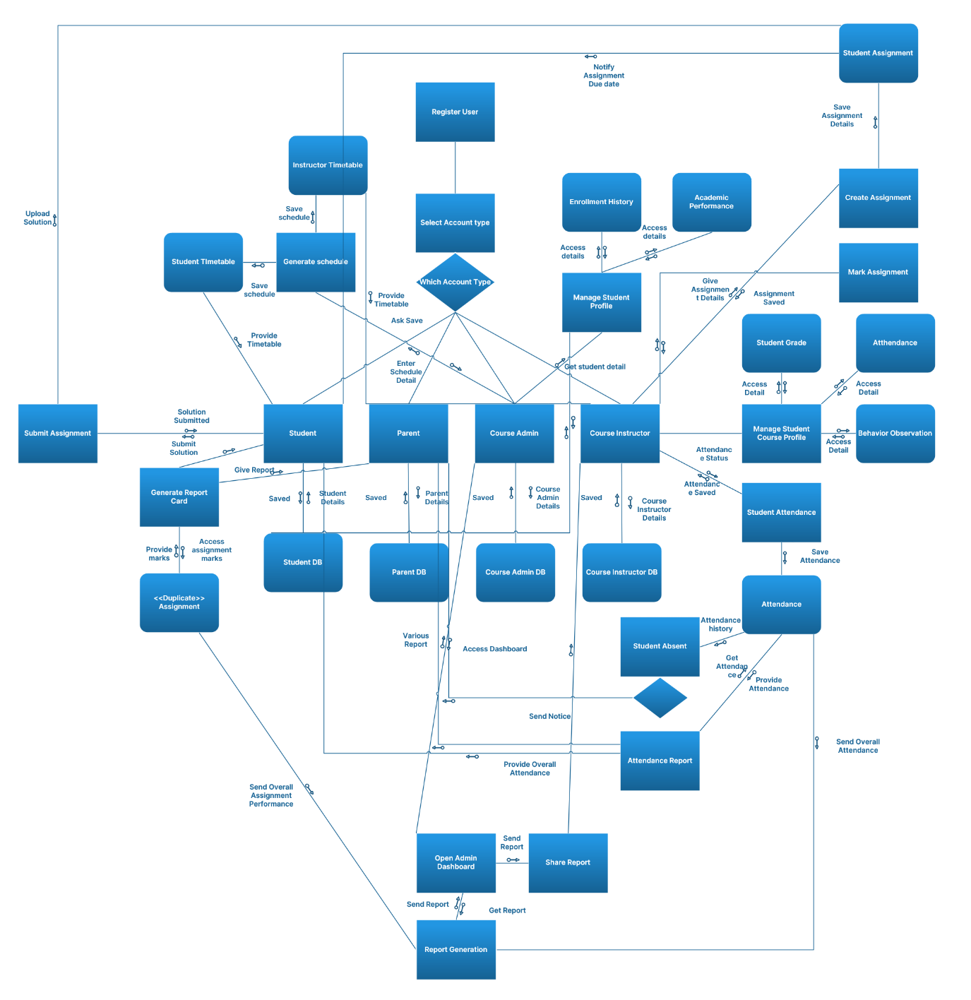 Student Assignment
Notify
Assignment
Due date
Register User
Save
Assignment
Details
Instructor Timetable
Create Assignment
Enrollment History
Academic
Performance
Upload
Solution
Save
schedule
Select Account type
Access
details
Access
details
Student TImetable
Generate schedule
Mark Assignment
Save
schedule
Which Account Type
Provide
Timetable
Manage Student
Profile
Give
Assignmen
t Details
Assignment
Saved
Ask Save
Provide
Timetable
Student Grade
Atthendance
Enter
Schedule
Detail
Get student detail
Access
Detail
Access
Detail
Solution
Submitted
Submit Assignment
Student
Parent
Course Admin
Course Instructor
Manage Student
Course Profile
Behavior Observation
Submit
Solution
Access
Detail
Attendanc
e Status
Give Report
Attendanc
e Saved
Generate Report
Card
Saved
Student
Details
Saved
Parent
Details
Saved
Course
Admin
Details
Saved
Course
Instructor
Details
Student Attendance
Provide
marks
Access
assignment
marks
Student DB
Parent DB
Course Admin DB
Course Instructor DB
Save
Attendance
<<Duplicate>>
Assignment
Attendance
Attendance
history
Various
Report
Access Dashboard
Student Absent
Get
Attendan
ce
Provide
Attendance
Send Notice
Send Overall
Attendance
Attendance Report
Provide Overall
Attendance
Send Overall
Assignment
Performance
Send
Report
Open Admin
Dashboard
Share Report
Send Report
Get Report
Report Generation